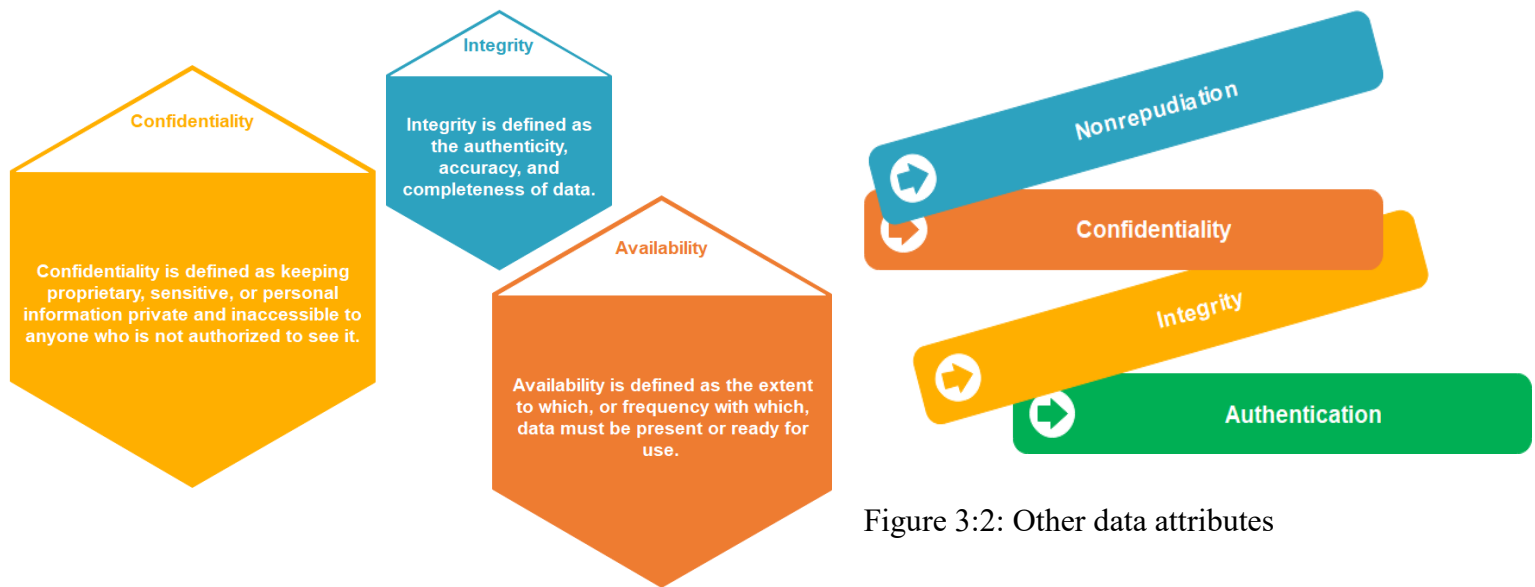 Confidentiality
Confidentiality is defined as keeping
proprietary, sensitive, or personal
information private and inaccessible to
anyone who is not authorized to see it.
Integrity
Integrity is defined as
the authenticity,
accuracy, and
completeness of data.
Availability
Availability is defined as the extent
to which, or frequency with which,
data must be present or ready for
use.
Nonrepudiation
Confidentiality
Integrity
Authentication
Figure 3:2: Other data attributes